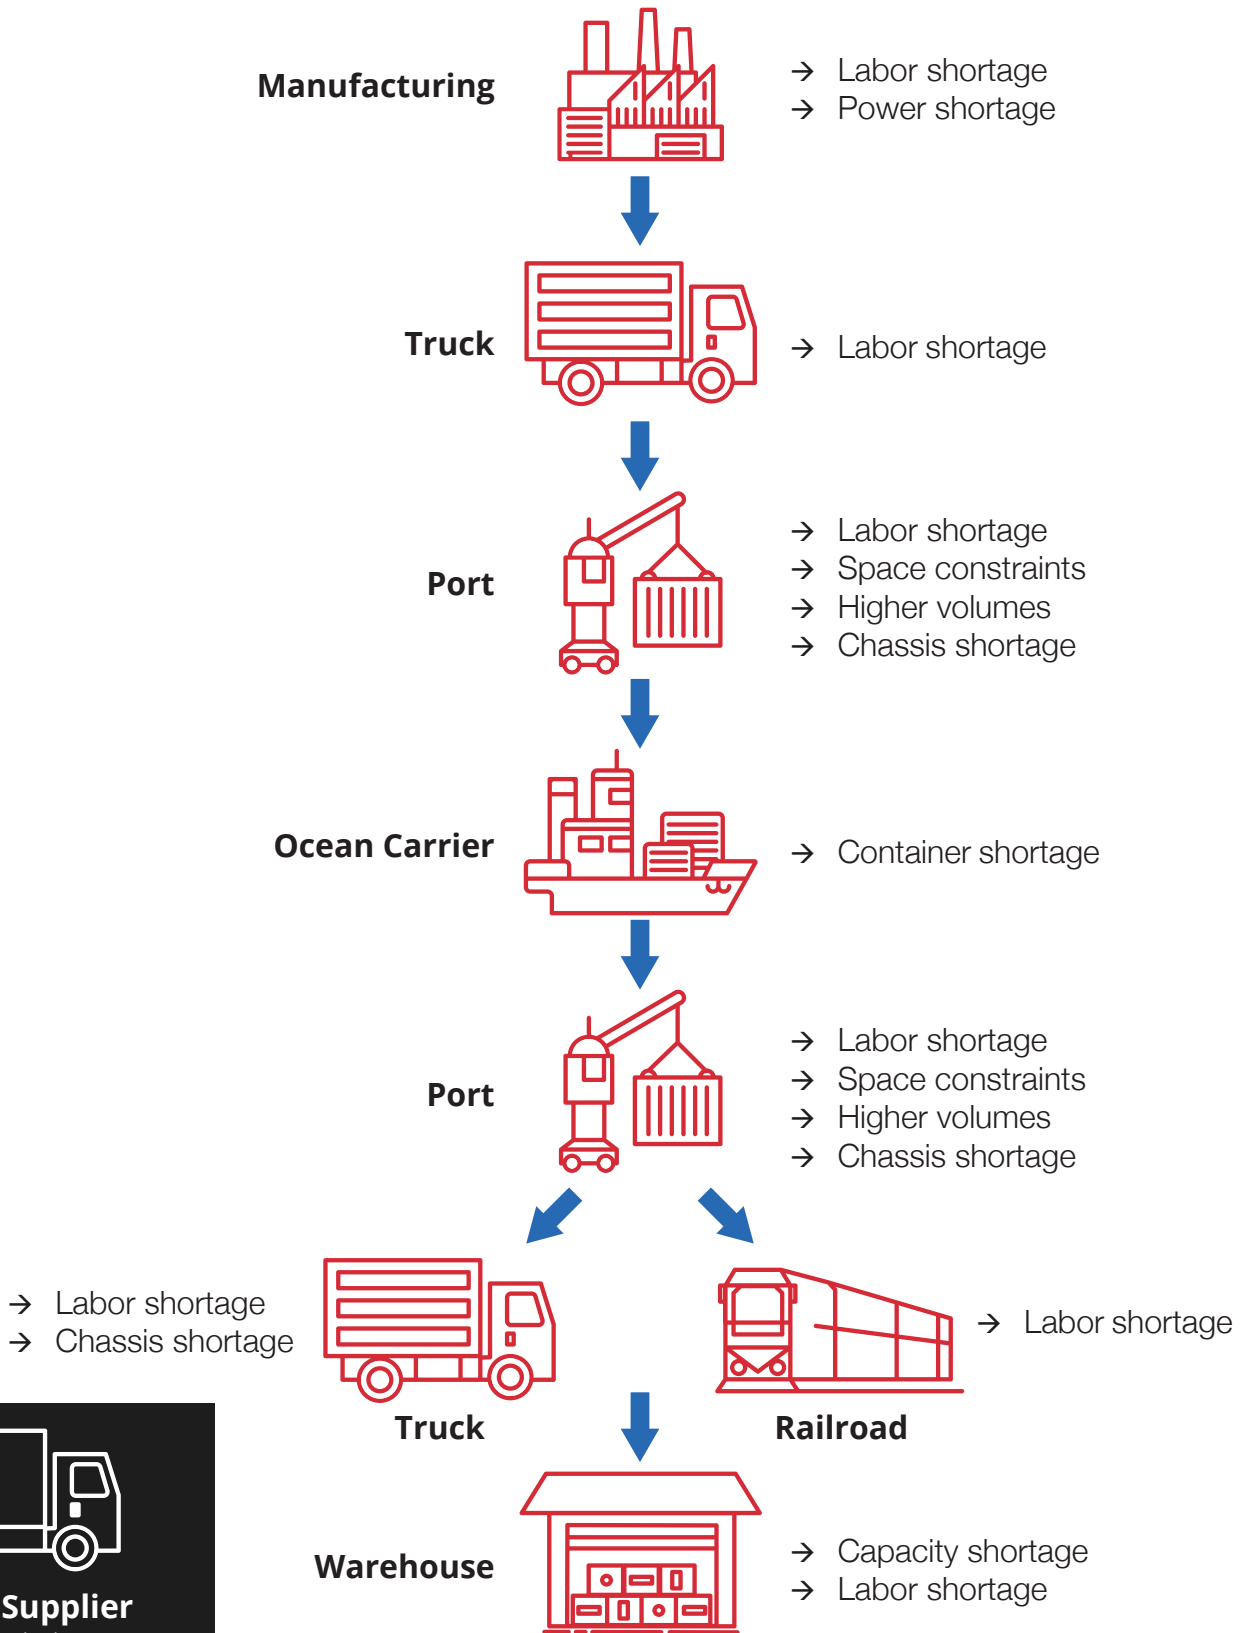 Manufacturing
→ Labor shortage
→ Power shortage
Truck
→ Labor shortage
Port
→ Labor shortage
→ Space constraints
→ Higher volumes
→ Chassis shortage
Ocean Carrier
→ Container shortage
Port
→ Labor shortage
→ Space constraints
→ Higher volumes
→ Chassis shortage
→ Labor shortage
→ Chassis shortage
Truck
→ Labor shortage
Railroad
Warehouse
→ Capacity shortage
→ Labor shortage
Supplier